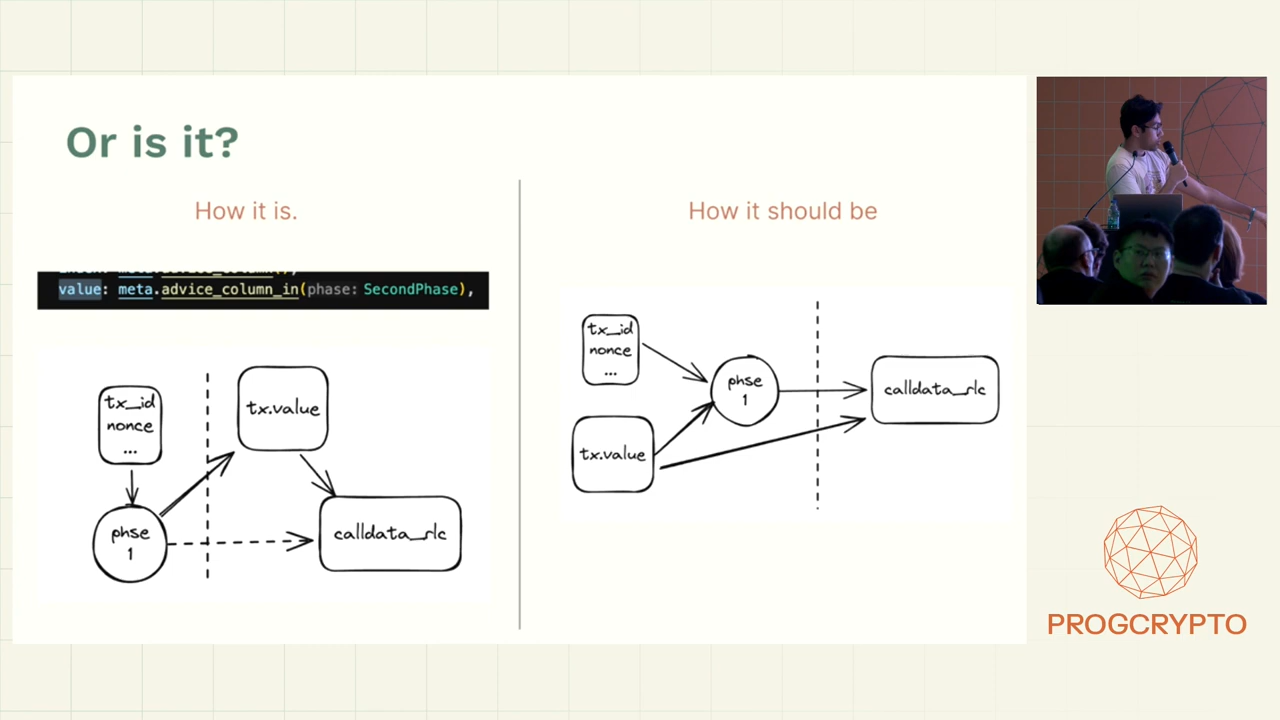 Or is it?
How it is.
value: meta.advice_column_in(phase: SecondPhase),
tx_id
nonce
...
phse
1
tx.value
calldata_rlc
How it should be
tx_id
nonce
...
tx.value
phse
1
calldata_rlc
PROGCRYPTO